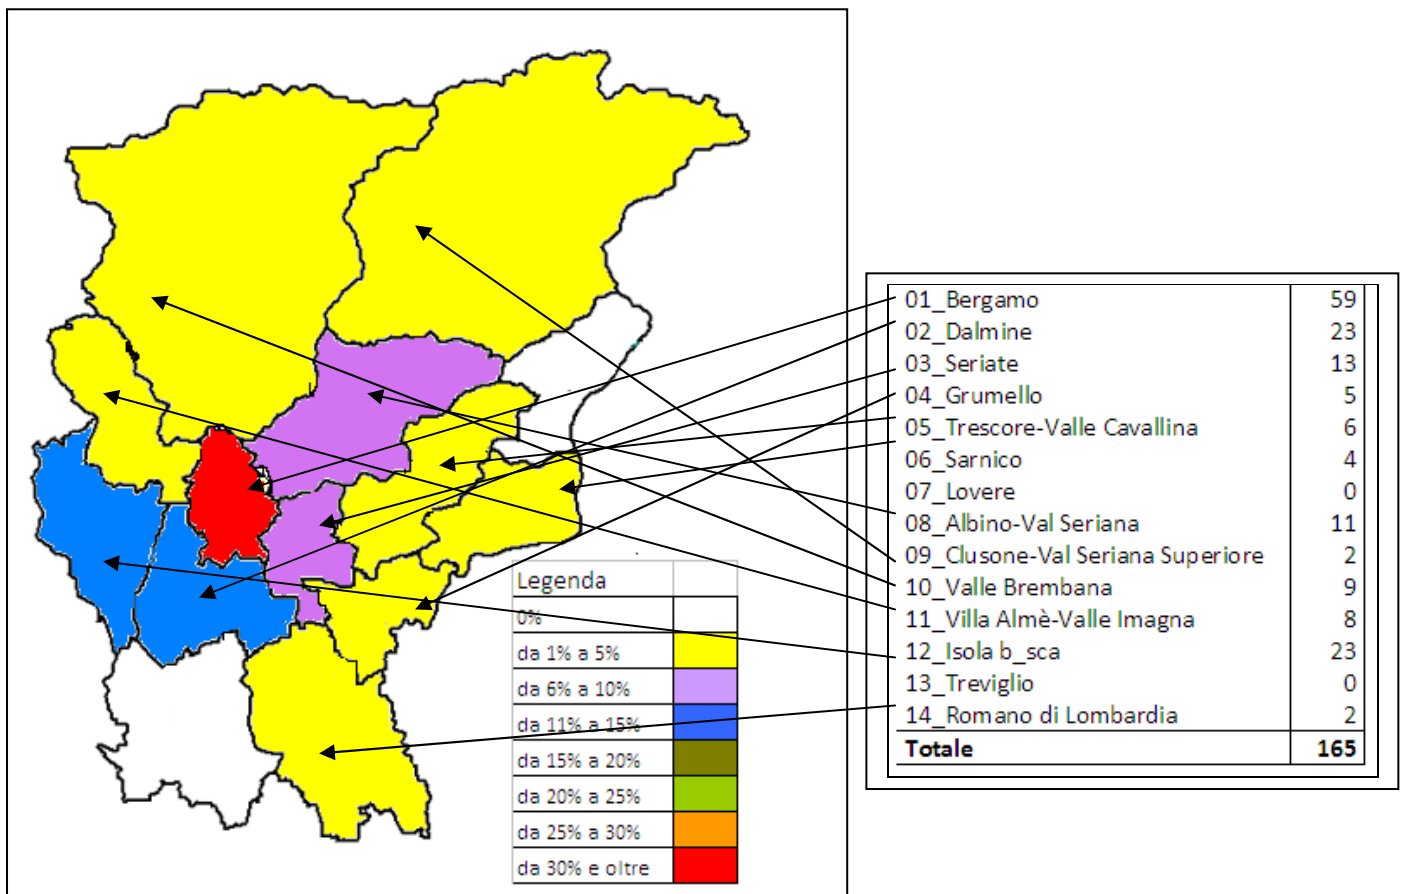 01_Bergamo 59
02_Dalmine 23
03_Seriate 13
04_Grumello 5
05_Trescore-Valle Cavallina 6
06_Sarnico 4
07_Lovere 0
08_Albino-Val Seriana 11
09_Clusone-Val Seriana Superiore 2
10_Valle Brembana 9
11_Villa Almè-Valle Imagna 8
12_Isola b_sca 23
13_Treviglio 0
14_Romano di Lombardia 2
Totale 165
Legenda
0%
da 1% a 5%
da 6% a 10%
da 11% a 15%
da 15% a 20%
da 20% a 25%
da 25% a 30%
da 30% e oltre